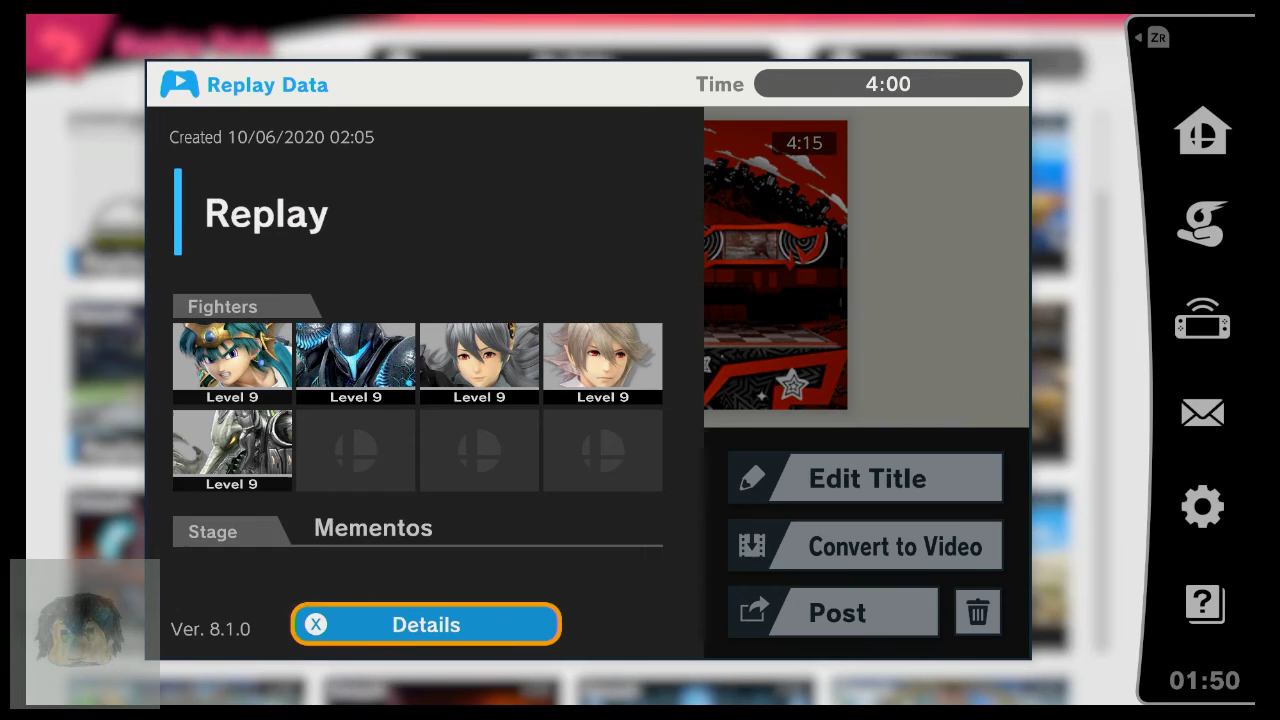 Replay Data
Time
4:00
ZR
Created 10/06/2020 02:05
4:15
Replay
Fighters
Level 9
Level 9
Level 9
Level 9
Level 9
Stage
Mementos
Edit Title
Convert to Video
Post
Ver. 8.1.0
X
Details
?
01:50